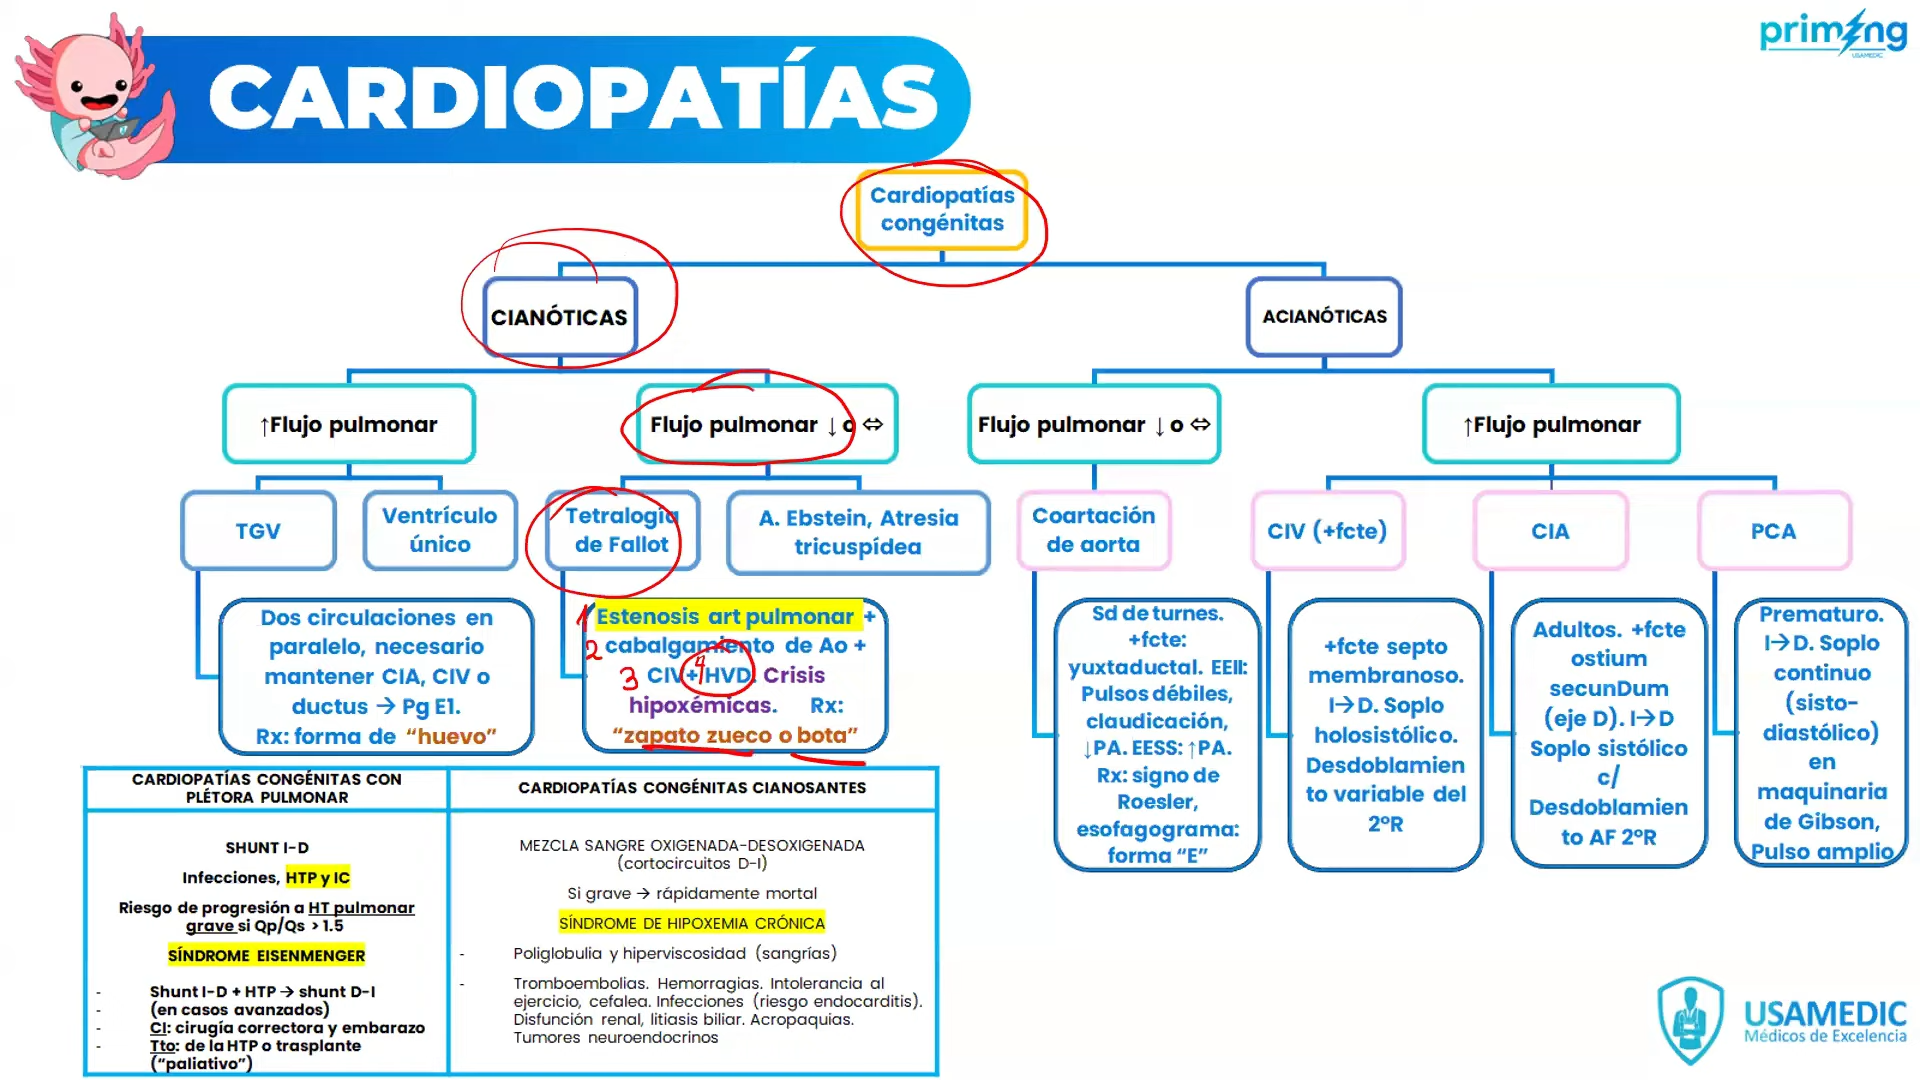 CARDIOPATÍAS
priming
USAMEDIC
Cardiopatías
congénitas
CIANÓTICAS
ACIANÓTICAS
↑Flujo pulmonar
Flujo pulmonar ↓ o ⇔
Flujo pulmonar ↓ o ⇔
↑Flujo pulmonar
TGV
Ventrículo
único
Tetralogía
de Fallot
A. Ebstein, Atresia
tricuspídea
Coartación
de aorta
CIV (+fcte)
CIA
PCA
Dos circulaciones en
paralelo, necesario
mantener CIA, CIV o
ductus → Pg E1.
Rx: forma de “huevo”
1 Estenosis art pulmonar +
2 cabalgamiento de Ao +
3 CIV+ 4 HVD. Crisis
hipoxémicas. Rx:
“zapato zueco o bota”
Sd de turnes.
+fcte:
yuxtaductal. EEII:
Pulsos débiles,
claudicación,
↓PA. EESS: ↑PA.
Rx: signo de
Roesler,
esofagograma:
forma “E”
+fcte septo
membranoso.
I→D. Soplo
holosistólico.
Desdoblamien
to variable del
2°R
Adultos. +fcte
ostium
secunDum
(eje D). I→D
Soplo sistólico
c/
Desdoblamien
to AF 2°R
Prematuro.
I→D. Soplo
continuo
(sisto-
diastólico)
en
maquinaria
de Gibson,
Pulso amplio
CARDIOPATÍAS CONGÉNITAS CON
PLÉTORA PULMONAR
SHUNT I-D
Infecciones, HTP y IC
Riesgo de progresión a HT pulmonar
grave si Qp/Qs > 1.5
SÍNDROME EISENMENGER
- Shunt I-D + HTP → shunt D-I
- (en casos avanzados)
- CI: cirugía correctora y embarazo
- Tto: de la HTP o trasplante
(“paliativo”)
CARDIOPATÍAS CONGÉNITAS CIANOSANTES
MEZCLA SANGRE OXIGENADA-DESOXIGENADA
(cortocircuitos D-I)
Si grave → rápidamente mortal
SÍNDROME DE HIPOXEMIA CRÓNICA
- Poliglobulia y hiperviscosidad (sangrías)
- Tromboembolias. Hemorragias. Intolerancia al
ejercicio, cefalea. Infecciones (riesgo endocarditis).
Disfunción renal, litiasis biliar. Acropaquias.
Tumores neuroendocrinos
USAMEDIC
Médicos de Excelencia